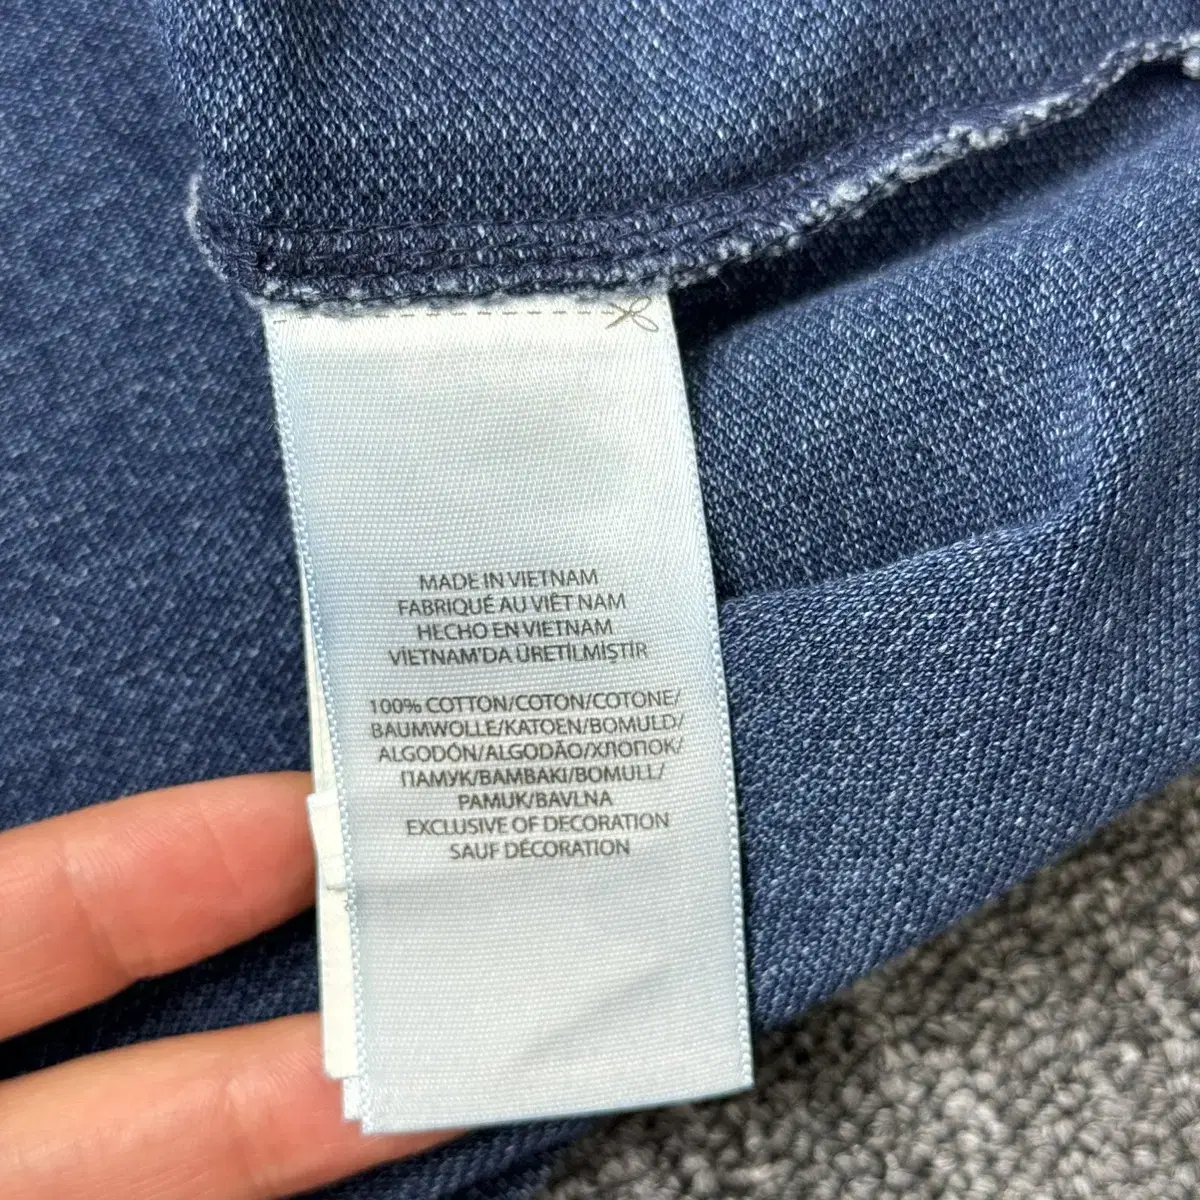 MADE IN VIETNAM
FABRIQUÉ AU VIÊT NAM
HECHO EN VIETNAM
VİETNAM'DA ÜRETİLMİŞTİR
100% COTTON/COTON/COTONE/
BAUMWOLLE/KATOEN/BOMULD/
ALGODÓN/ALGODÃO/ХЛОПОК/
ПАМУК/BAMBAKI/BOMULL/
PAMUK/BAVLNA
EXCLUSIVE OF DECORATION
SAUF DÉCORATION